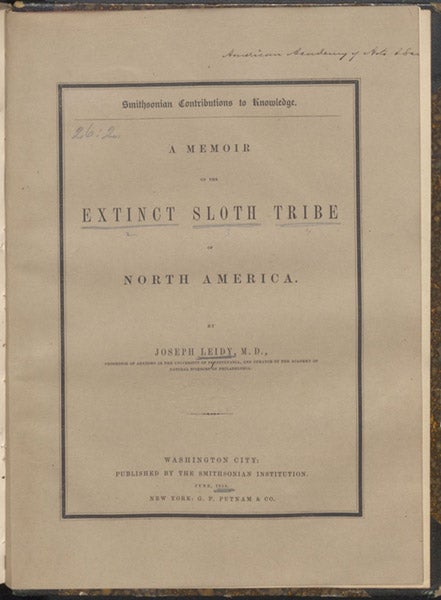 American Academy of Arts &
Smithsonian Contributions to Knowledge.
26:2.
A MEMOIR
ON THE
EXTINCT SLOTH TRIBE
OF
NORTH AMERICA.
BY
JOSEPH LEIDY, M.D.,
PROFESSOR OF ANATOMY IN THE UNIVERSITY OF PENNSYLVANIA, AND CURATOR OF THE ACADEMY OF
NATURAL SCIENCES OF PHILADELPHIA.
WASHINGTON CITY:
PUBLISHED BY THE SMITHSONIAN INSTITUTION.
JUNE,
NEW YORK: G. P. PUTNAM & CO.